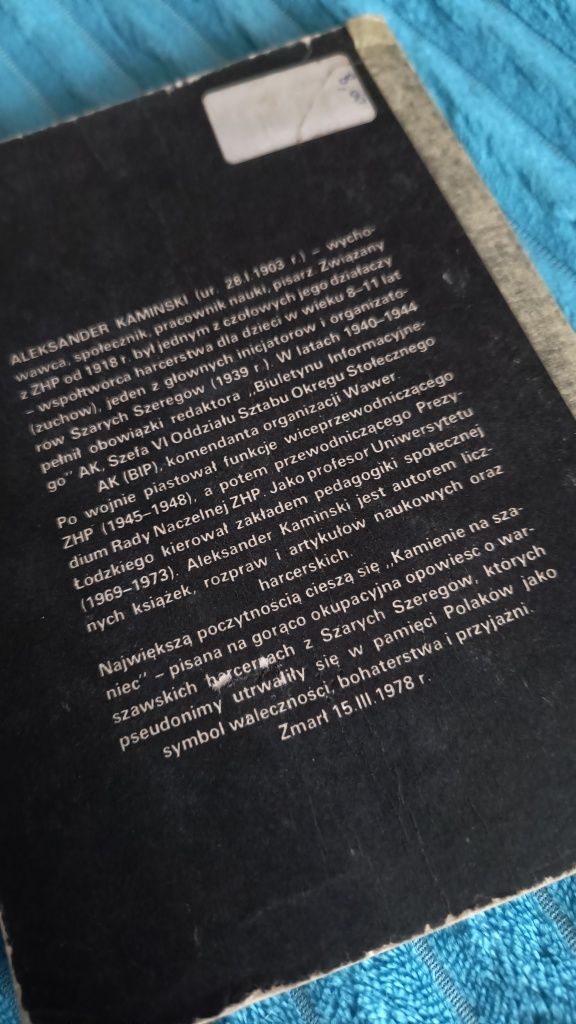 ALEKSANDER KAMIŃSKI (ur. 28.I.1903 r.) – wycho-
wawca, społecznik, pracownik nauki, pisarz. Związany
z ZHP od 1918 r. był jednym z czołowych jego działaczy
– współtwórca harcerstwa dla dzieci w wieku 8–11 lat
(zuchów), jeden z głównych inicjatorów i organizato-
rów Szarych Szeregów (1939 r.). W latach 1940–1944
pełnił obowiązki redaktora „Biuletynu Informacyjne-
go” AK, Szefa VI Oddziału Sztabu Okręgu Stołecznego
AK (BIP), komendanta organizacji Wawer.
Po wojnie piastował funkcje wiceprzewodniczącego
ZHP (1945–1948), a potem przewodniczącego Prezy-
dium Rady Naczelnej ZHP. Jako profesor Uniwersytetu
Łódzkiego kierował zakładem pedagogiki społecznej
(1969–1973). Aleksander Kamiński jest autorem licz-
nych książek, rozpraw i artykułów naukowych oraz
harcerskich.
Największą poczytnością cieszą się „Kamienie na sza-
niec” – pisana na gorąco okupacyjna opowieść o war-
szawskich harcerzach z Szarych Szeregów, których
pseudonimy utrwaliły się w pamięci Polaków jako
symbol waleczności, bohaterstwa i przyjaźni.
Zmarł 15.III.1978 r.